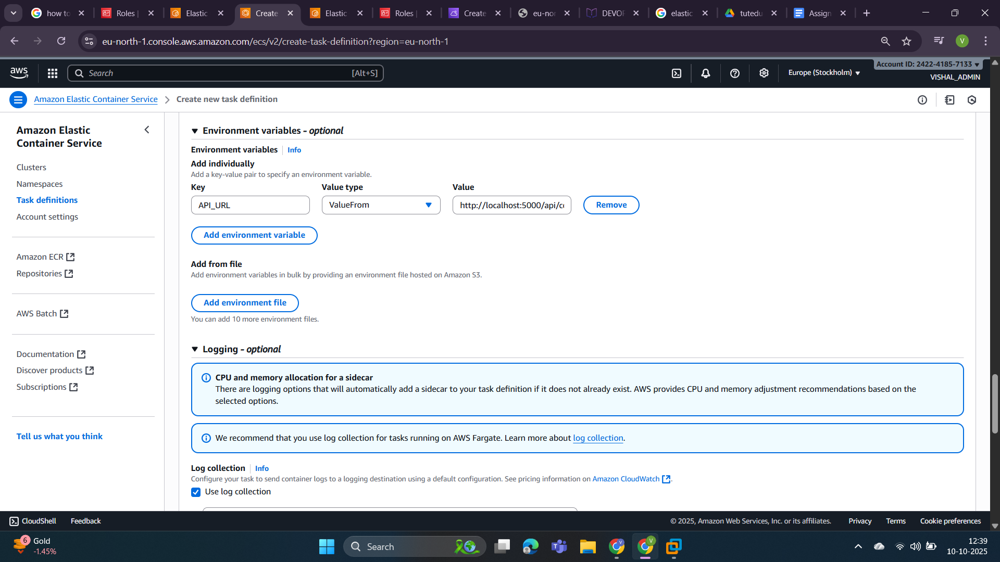 how to
Roles |
Elastic
Create
Elastic
Roles |
Create
eu-nor
DEVOP
elastic
tutedu
Assign
eu-north-1.console.aws.amazon.com/ecs/v2/create-task-definition?region=eu-north-1
V
aws
Search
[Alt+S]
Europe (Stockholm)
Account ID: 2422-4185-7133
VISHAL_ADMIN
Amazon Elastic Container Service
Create new task definition
Amazon Elastic
Container Service
Clusters
Namespaces
Task definitions
Account settings
Amazon ECR
Repositories
AWS Batch
Documentation
Discover products
Subscriptions
Tell us what you think
Environment variables - optional
Environment variables
Info
Add individually
Add a key-value pair to specify an environment variable.
Key
Value type
Value
API_URL
ValueFrom
http://localhost:5000/api/co
Remove
Add environment variable
Add from file
Add environment variables in bulk by providing an environment file hosted on Amazon S3.
Add environment file
You can add 10 more environment files.
Logging - optional
CPU and memory allocation for a sidecar
There are logging options that will automatically add a sidecar to your task definition if it does not already exist. AWS provides CPU and memory adjustment recommendations based on the
selected options.
We recommend that you use log collection for tasks running on AWS Fargate. Learn more about log collection.
Log collection
Info
Configure your task to send container logs to a logging destination using a default configuration. See pricing information on Amazon CloudWatch.
Use log collection
CloudShell
Feedback
© 2025, Amazon Web Services, Inc. or its affiliates.
Privacy
Terms
Cookie preferences
6
Gold
-1.45%
Search
12:39
10-10-2025